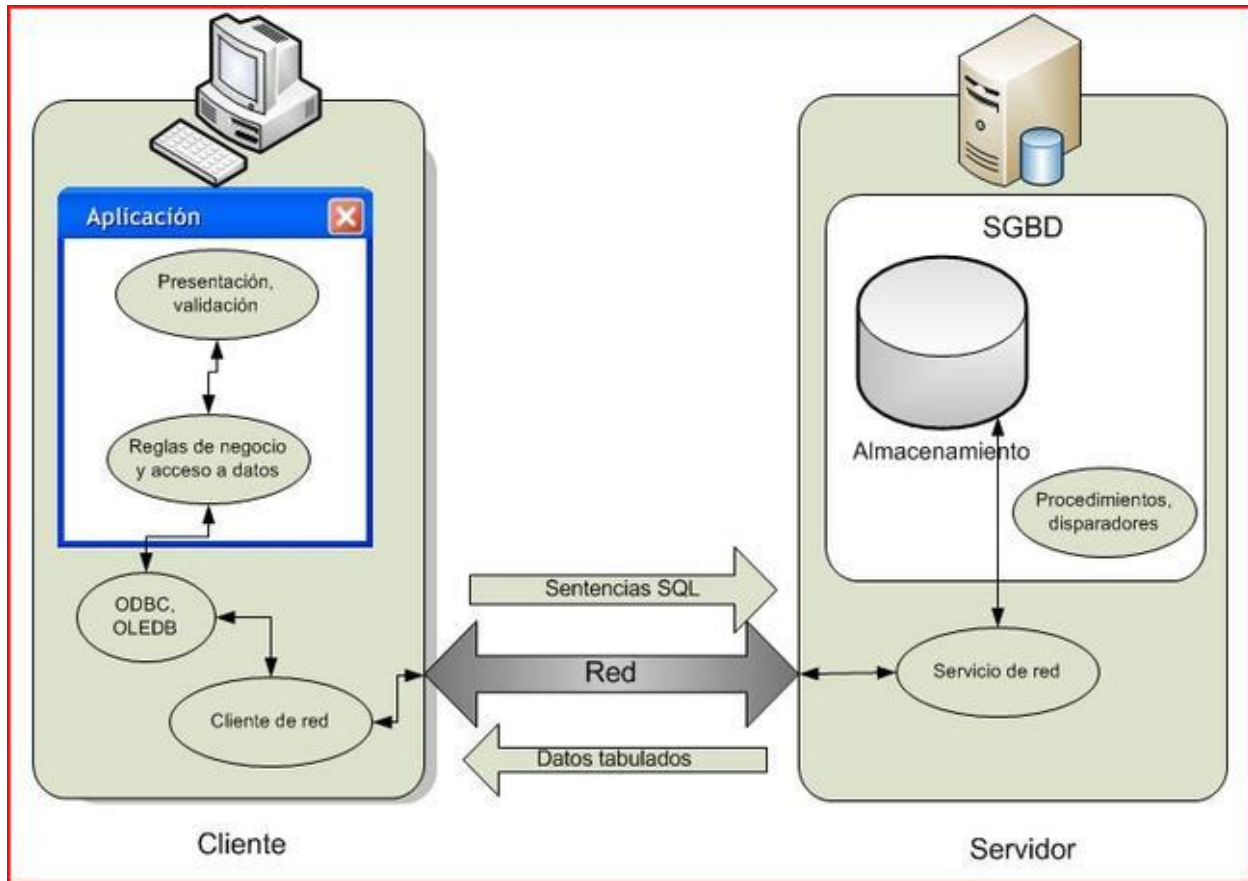 Aplicación
Presentación,
validación
Reglas de negocio
y acceso a datos
ODBC,
OLEDB
Cliente de red
Cliente
Sentencias SQL
Red
Datos tabulados
SGBD
Almacenamiento
Procedimientos,
disparadores
Servicio de red
Servidor